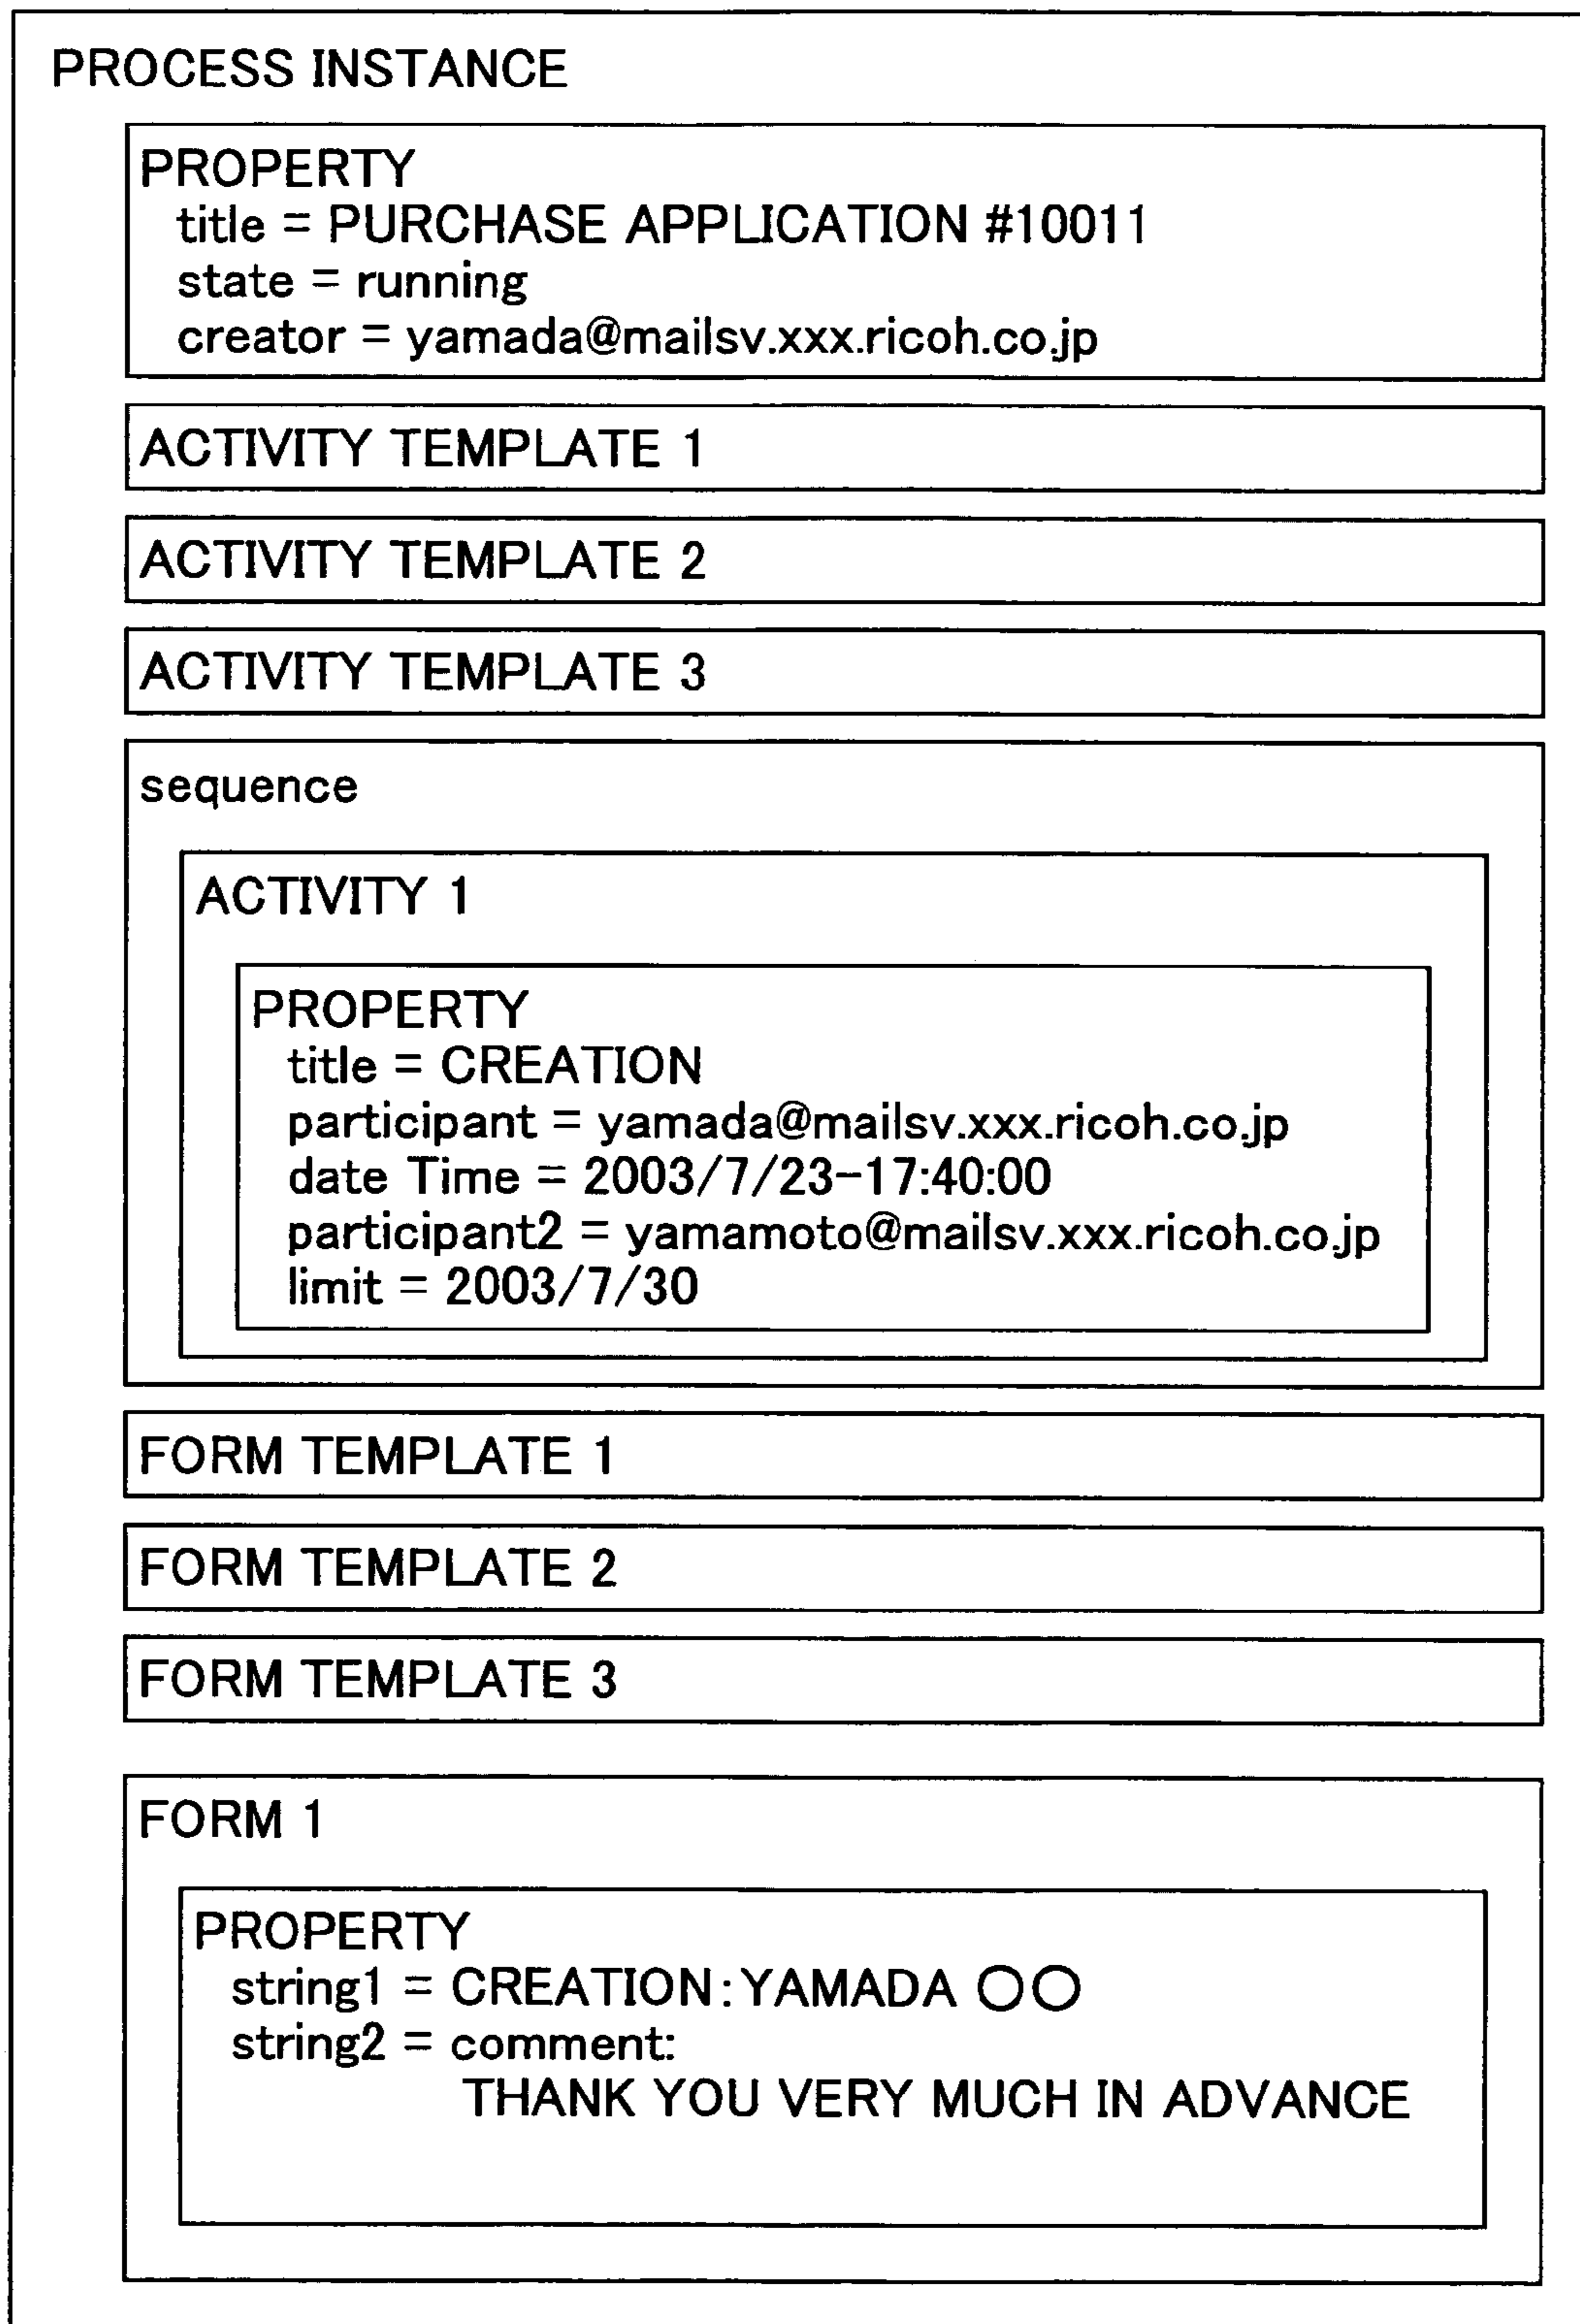 PROCESS INSTANCE
PROPERTY
title = PURCHASE APPLICATION #10011
state = running
creator = yamada@mailsv.xxx.ricoh.co.jp
ACTIVITY TEMPLATE 1
ACTIVITY TEMPLATE 2
ACTIVITY TEMPLATE 3
sequence
ACTIVITY 1
PROPERTY
title = CREATION
participant = yamada@mailsv.xxx.ricoh.co.jp
date Time = 2003/7/23-17:40:00
participant2 = yamamoto@mailsv.xxx.ricoh.co.jp
limit = 2003/7/30
FORM TEMPLATE 1
FORM TEMPLATE 2
FORM TEMPLATE 3
FORM 1
PROPERTY
string1 = CREATION:YAMADA ○○
string2 = comment:
THANK YOU VERY MUCH IN ADVANCE